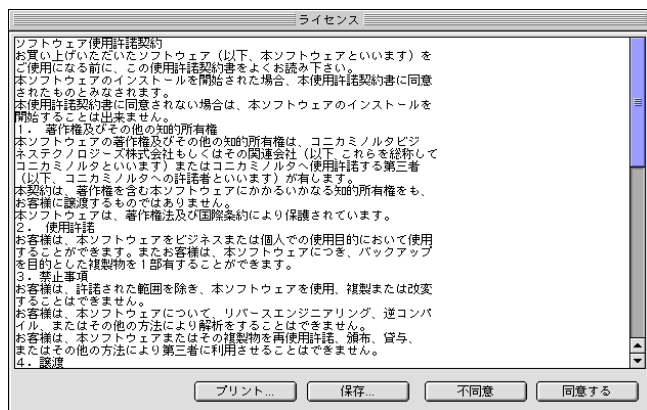 ライセンス
ソフトウェア使用許諾契約
お買い上げいただいたソフトウェア（以下、本ソフトウェアといいます）を
ご使用になる前に、この使用許諾契約書をよくお読み下さい。
本ソフトウェアのインストールを開始された場合、本使用許諾契約書に同意
されたものとみなされます。
本使用許諾契約書に同意されない場合は、本ソフトウェアのインストールを
開始することは出来ません。
1． 著作権及びその他の知的所有権
本ソフトウェアの著作権及びその他の知的所有権は、コニカミノルタビジ
ネステクノロジーズ株式会社もしくはその関連会社（以下、これらを総称して
コニカミノルタといいます）またはコニカミノルタへ使用許諾する第三者
（以下、コニカミノルタへの許諾者といいます）が有します。
本契約は、著作権を含む本ソフトウェアにかかるいかなる知的所有権をも、
お客様に譲渡するものではありません。
本ソフトウェアは、著作権法及び国際条約により保護されています。
2． 使用許諾
お客様は、本ソフトウェアをビジネスまたは個人での使用目的において使用
することができます。またお客様は、本ソフトウェアにつき、バックアップ
を目的とした複製物を１部有することができます。
3．禁止事項
お客様は、許諾された範囲を除き、本ソフトウェアを使用、複製または改変
することはできません。
お客様は、本ソフトウェアについて、リバースエンジニアリング、逆コンパ
イル、またはその他の方法により解析をすることはできません。
お客様は、本ソフトウェアまたはその複製物を再使用許諾、頒布、貸与、
またはその他の方法により第三者に利用させることはできません。
4．譲渡
プリント...
保存...
不同意
同意する